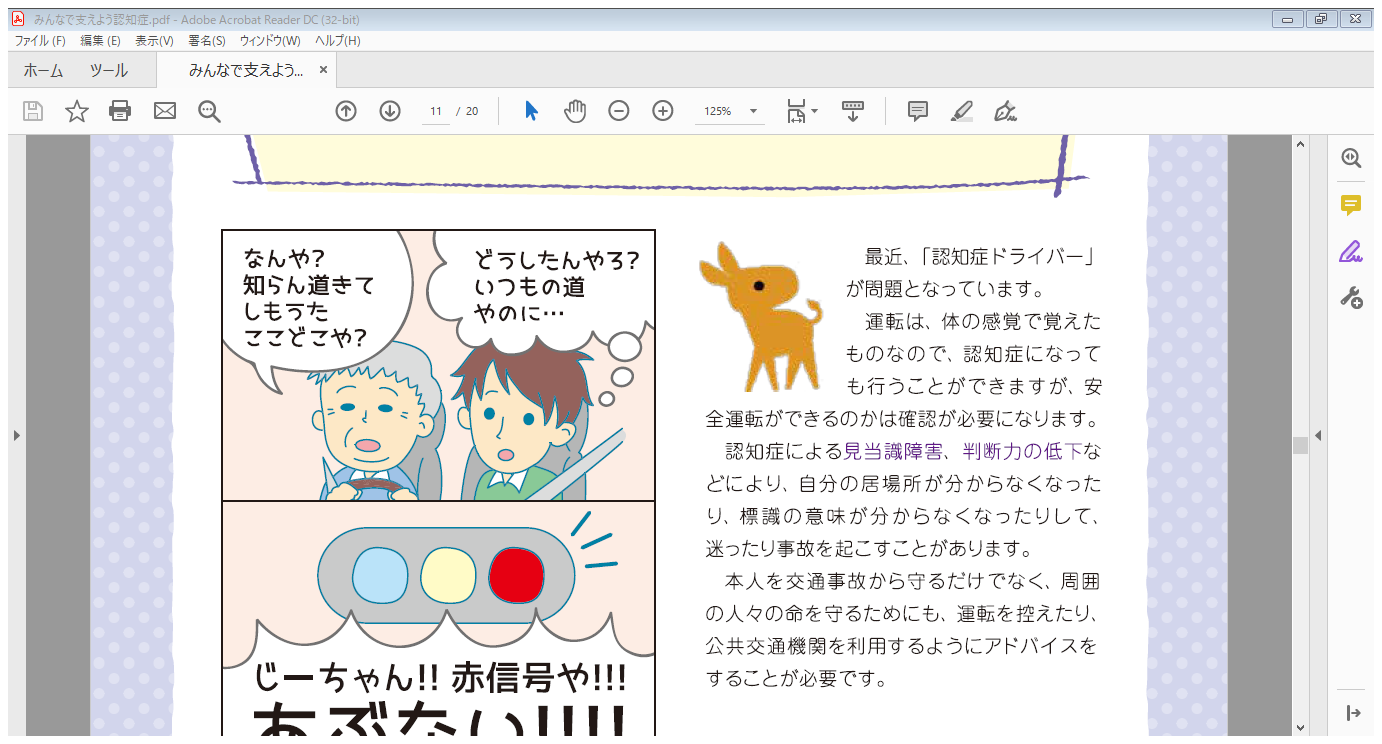 みんなで支えよう認知症.pdf - Adobe Acrobat Reader DC (32-bit)
ファイル (F) 編集 (E) 表示(V) 署名(S) ウィンドウ(W) ヘルプ(H)
ホーム ツール みんなで支えよう... ×
11 / 20 125%
なんや?
知らん道きて
しもうた
ここどこや?
どうしたんやろ?
いつもの道
やのに…
じーちゃん!! 赤信号や!!!
あぶない!!!!
最近、「認知症ドライバー」
が問題となっています。
運転は、体の感覚で覚えた
ものなので、認知症になって
も行うことができますが、安
全運転ができるのかは確認が必要になります。
認知症による見当識障害、判断力の低下な
どにより、自分の居場所が分からなくなった
り、標識の意味が分からなくなったりして、
迷ったり事故を起こすことがあります。
本人を交通事故から守るだけでなく、周囲
の人々の命を守るためにも、運転を控えたり、
公共交通機関を利用するようにアドバイスを
することが必要です。